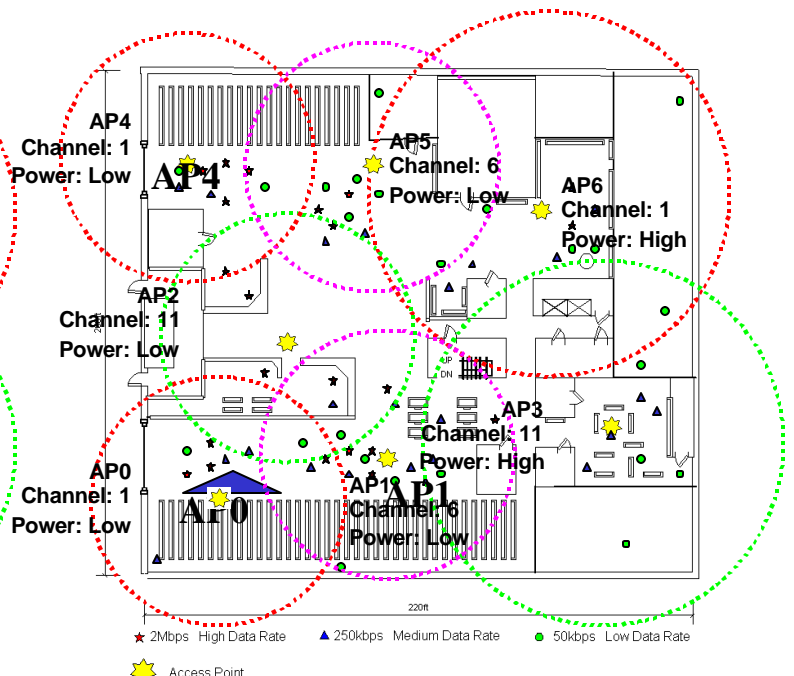 AP4
Channel: 1
Power: Low
AP4
AP5
Channel: 6
Power: Low
AP6
Channel: 1
Power: High
AP2
Channel: 11
Power: Low
UP
DN
AP3
Channel: 11
Power: High
AP0
Channel: 1
Power: Low
AP0
AP1
Channel: 6
Power: Low
AP1
220ft
2Mbps High Data Rate
250kbps Medium Data Rate
50kbps Low Data Rate
Access Point